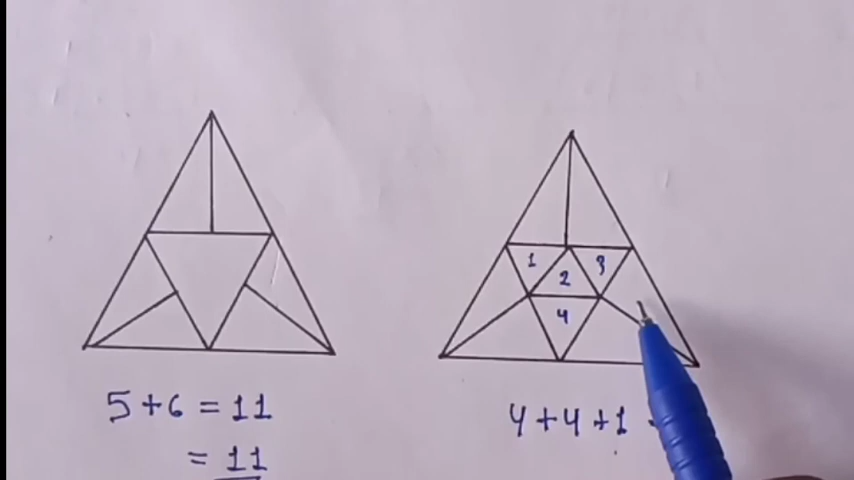 1 2 3
4
5+6 = 11
= 11
4+4+1